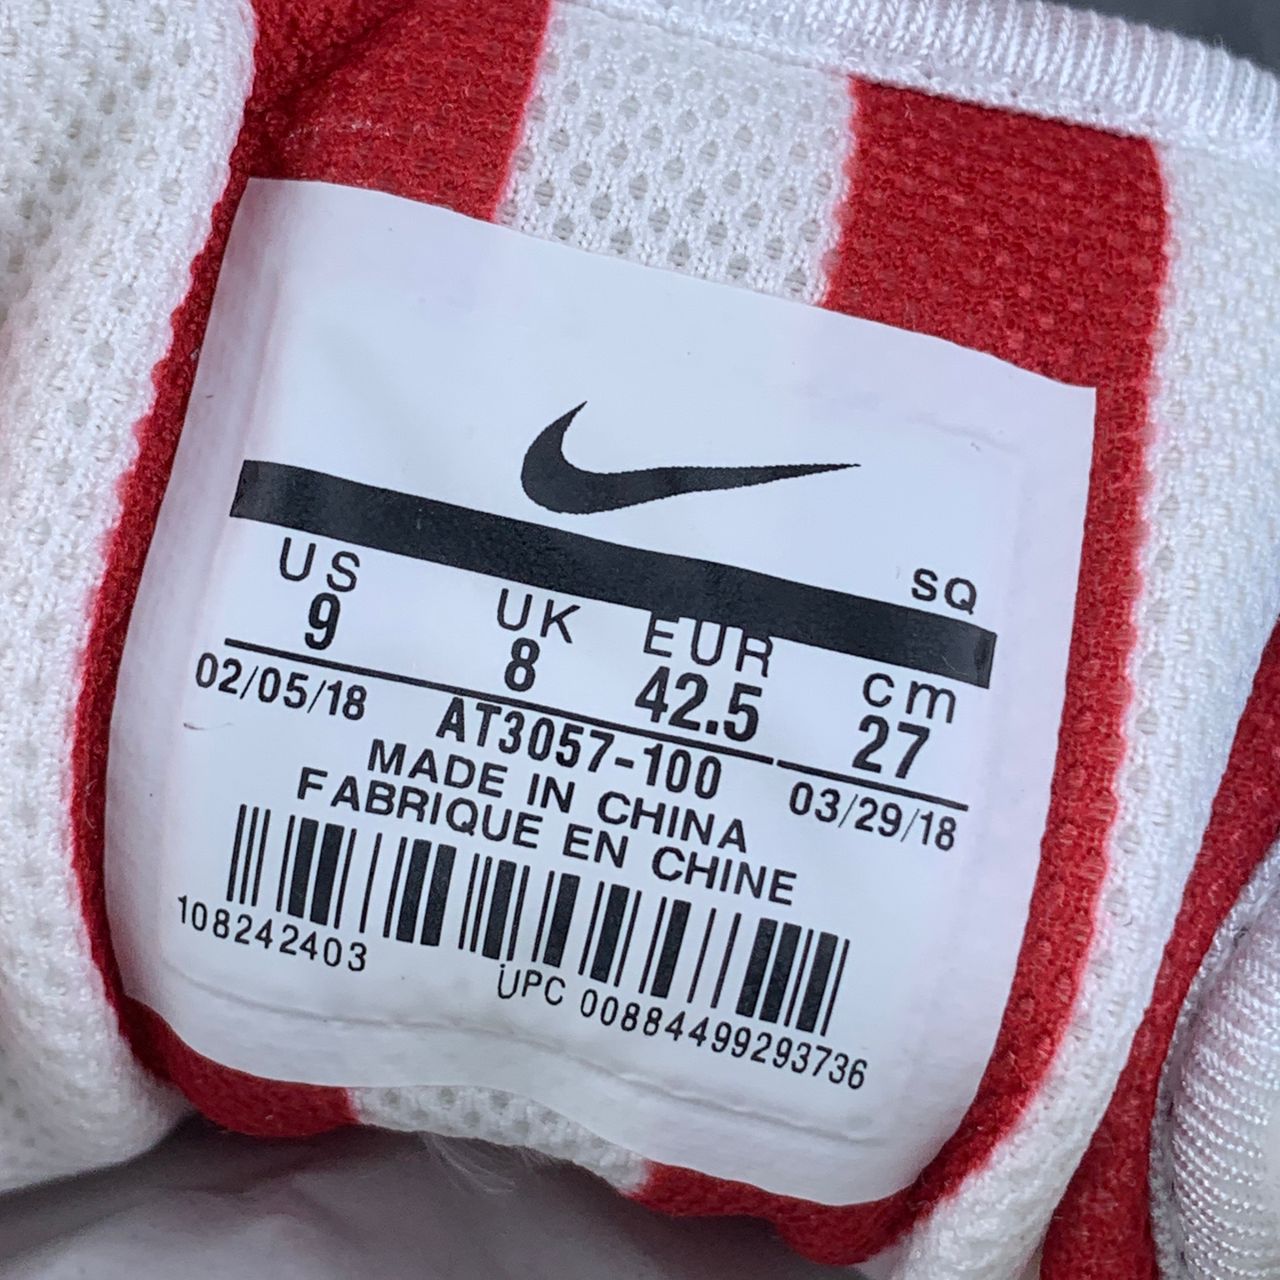 SQ
US UK EUR cm
9 8 42.5 27
02/05/18 AT3057-100 03/29/18
MADE IN CHINA
FABRIQUE EN CHINE
108242403 UPC 00884499293736